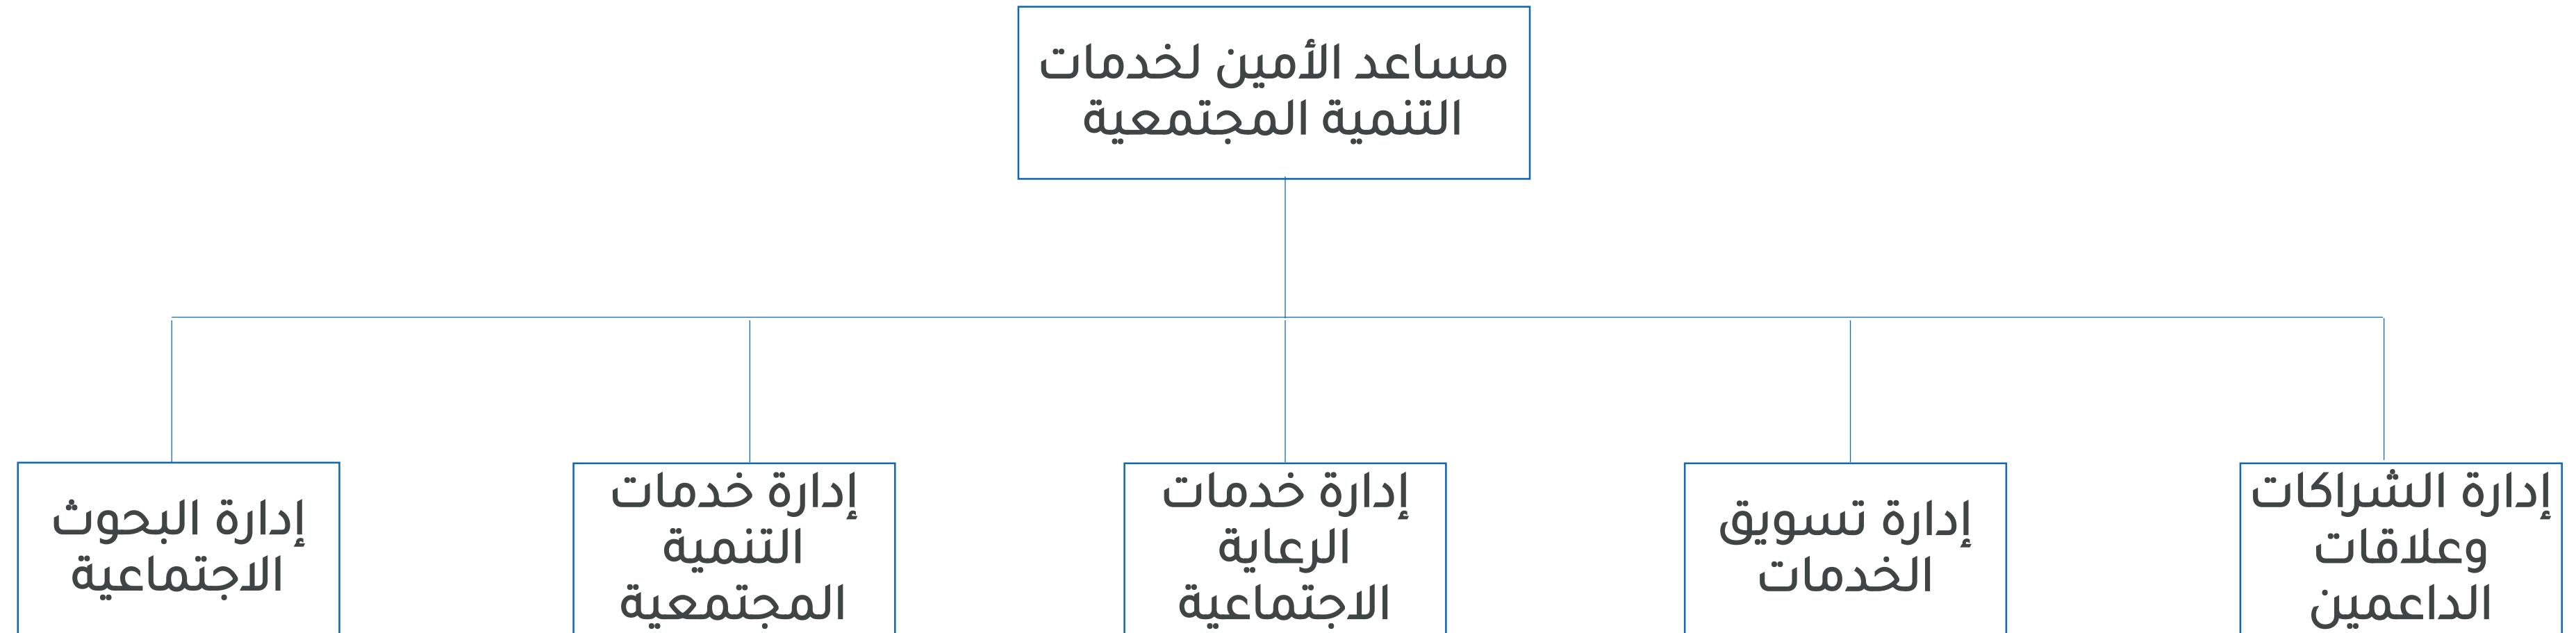 مساعد الأمين لخدمات
التنمية المجتمعية
إدارة الشراكات
وعلاقات
الداعمين
إدارة تسويق
الخدمات
إدارة خدمات
الرعاية
الاجتماعية
إدارة خدمات
التنمية
المجتمعية
إدارة البحوث
الاجتماعية